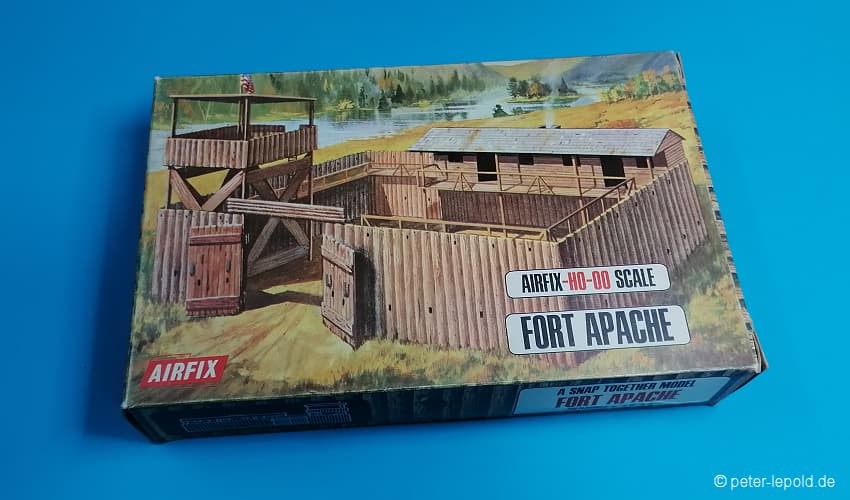 AIRFIX-HO-OO SCALE
FORT APACHE
AIRFIX
A SNAP TOGETHER MODEL
FORT APACHE
© peter-lepold.de